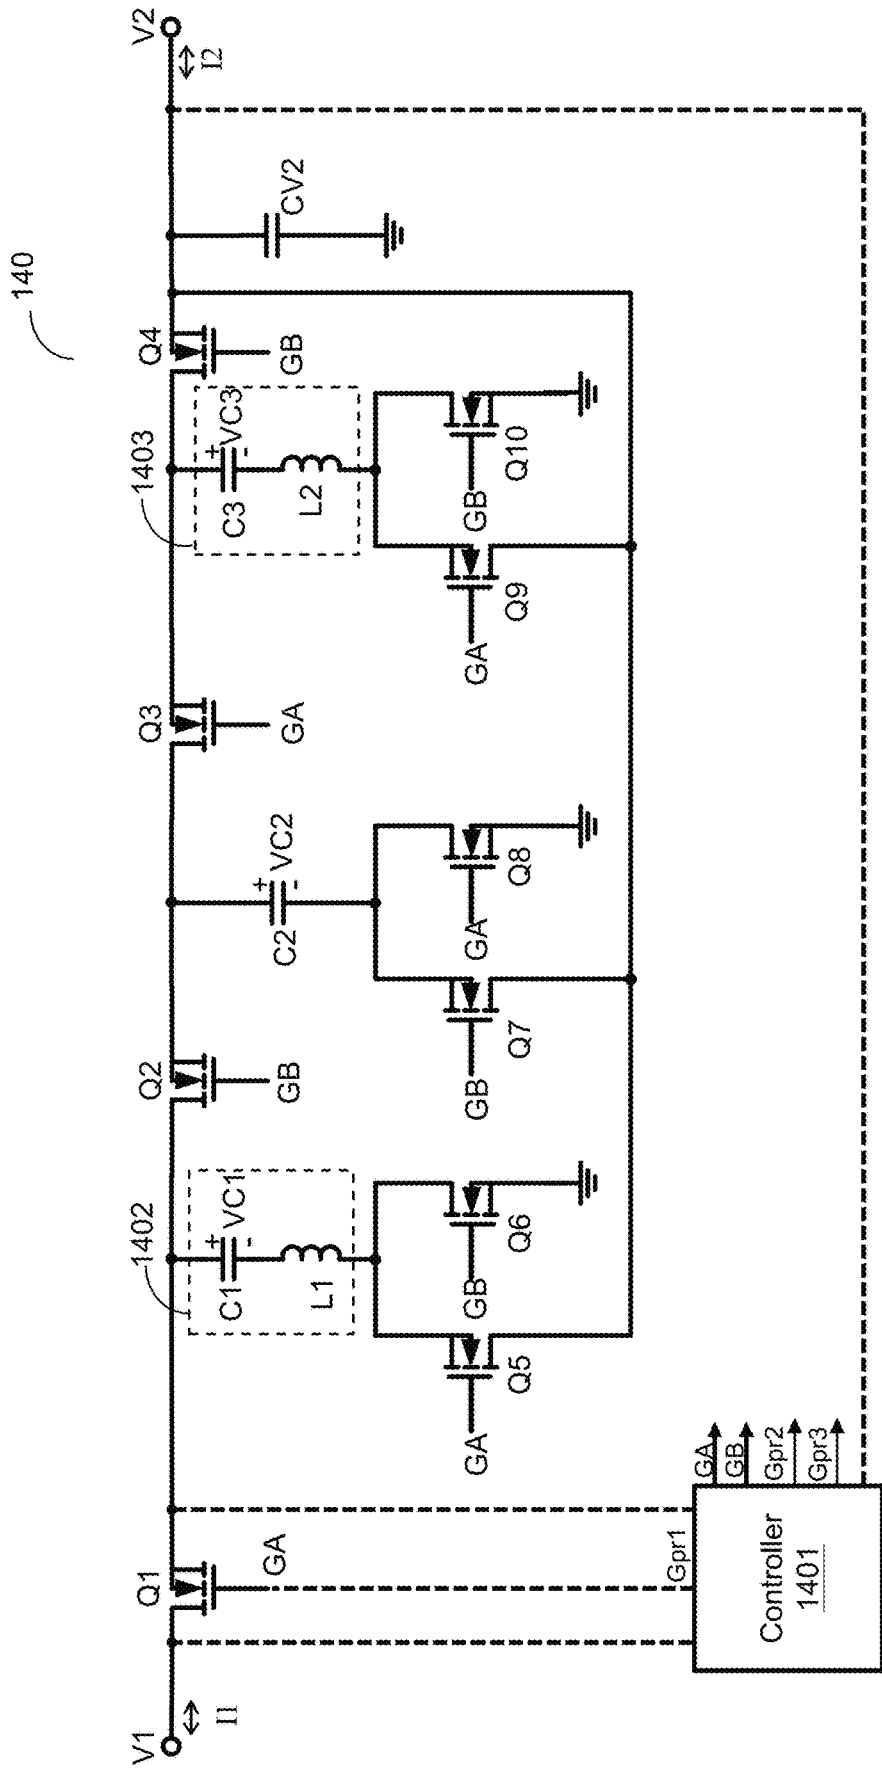 140
V1
I1
Q1
GA
1402
C1
+
VC1
-
L1
Q2
GB
GA
Q5
GB
Q6
C2
+
VC2
-
GB
Q7
GA
Q8
Q3
GA
1403
C3
+
VC3
-
L2
GA
Q9
GB
Q10
Q4
GB
CV2
V2
I2
Gpr1
Controller
1401
GA
GB
Gpr2
Gpr3